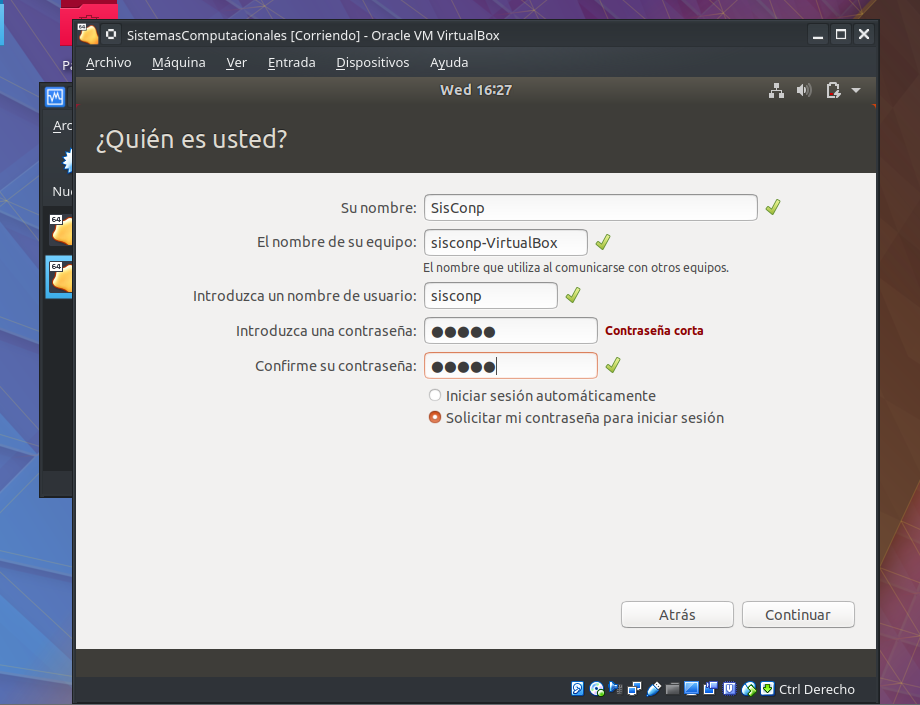 SistemasComputacionales [Corriendo] - Oracle VM VirtualBox
Archivo Máquina Ver Entrada Dispositivos Ayuda
Wed 16:27
¿Quién es usted?
Su nombre: SisConp
El nombre de su equipo: sisconp-VirtualBox
El nombre que utiliza al comunicarse con otros equipos.
Introduzca un nombre de usuario: sisconp
Introduzca una contraseña: ●●●●● Contraseña corta
Confirme su contraseña: ●●●●●
Iniciar sesión automáticamente
Solicitar mi contraseña para iniciar sesión
Atrás Continuar
Ctrl Derecho
64
64
64